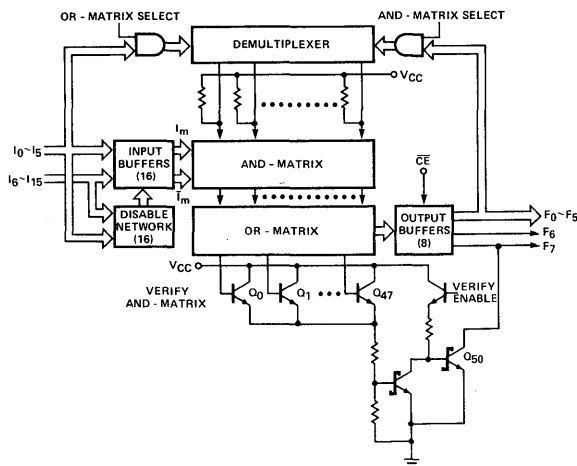 OR-MATRIX SELECT
AND-MATRIX SELECT
DEMULTIPLEXER
VCC
I0~I5
I6~I15
INPUT
BUFFERS
(16)
Im
I̅m
AND-MATRIX
C̅E̅
DISABLE
NETWORK
(16)
OR-MATRIX
OUTPUT
BUFFERS
(8)
F0~F5
F6
F7
VCC
VERIFY
AND-MATRIX
Q0
Q1
Q47
VERIFY
ENABLE
Q50